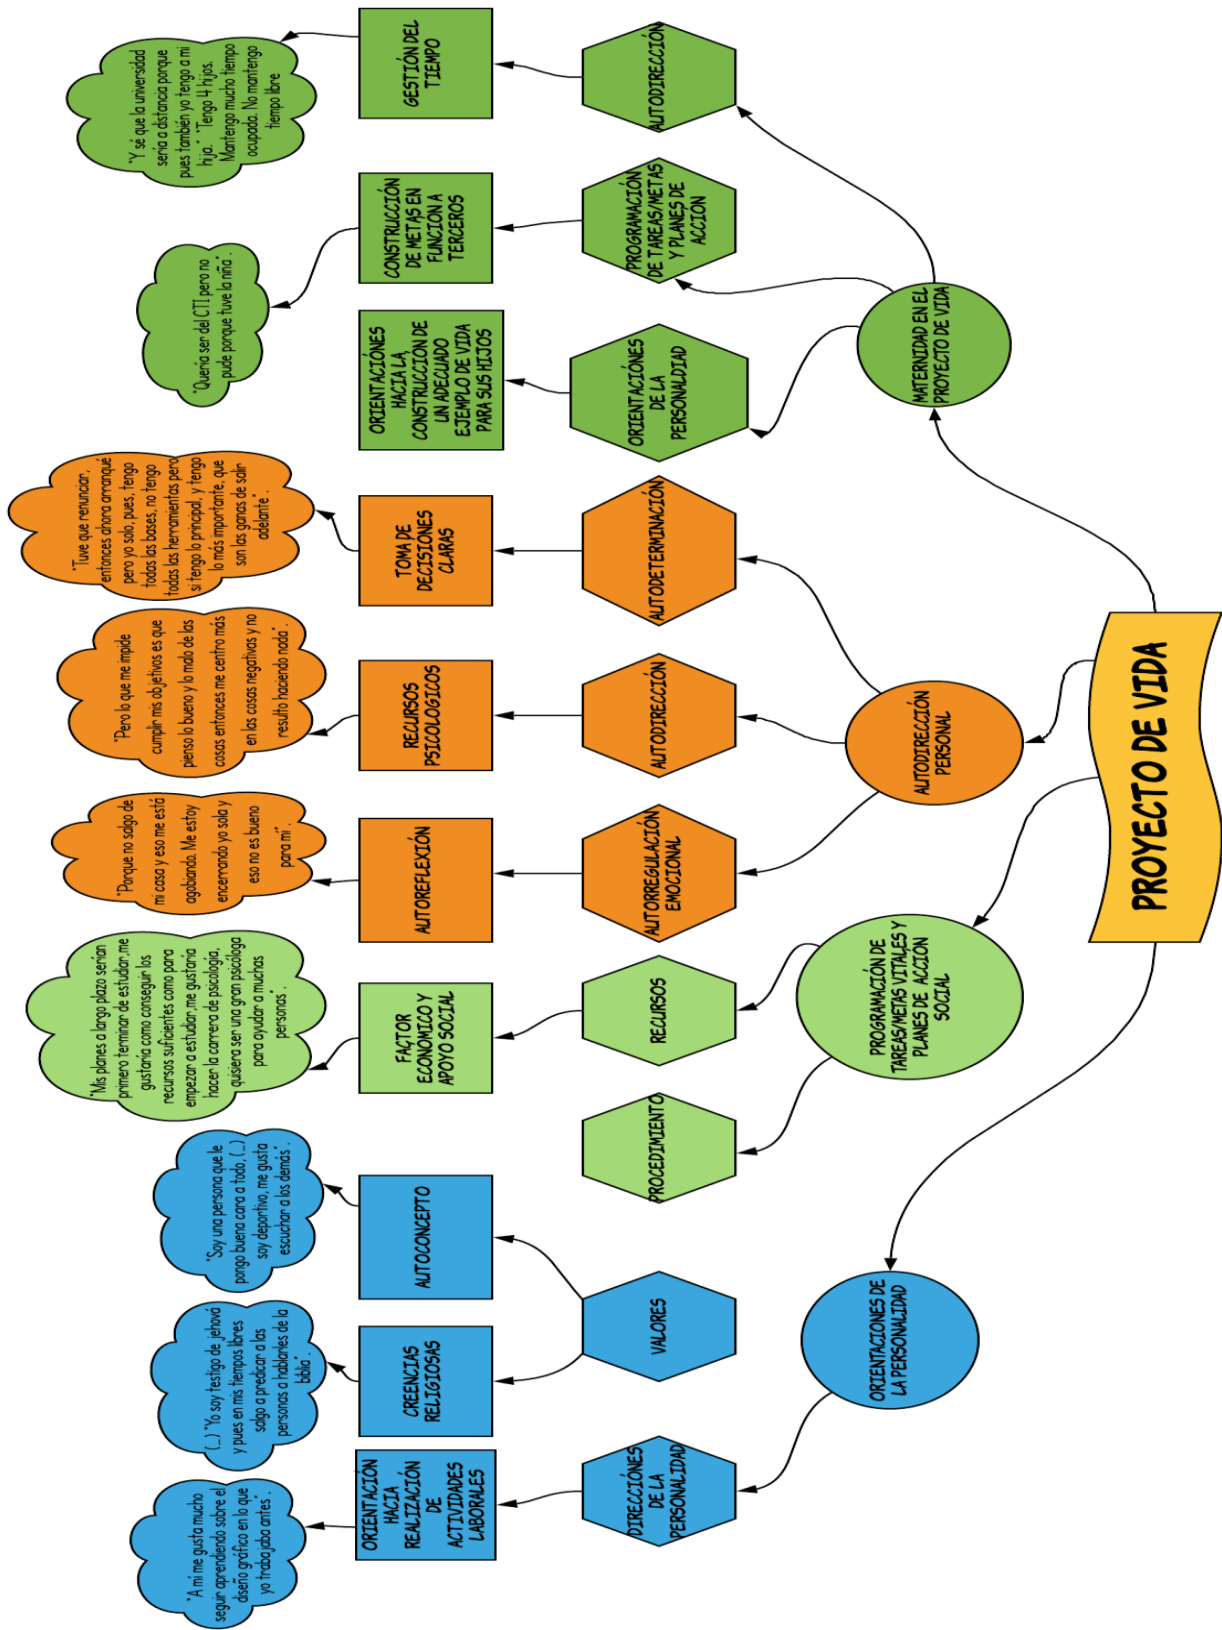 PROYECTO DE VIDA
ORIENTACIONES DE
LA PERSONALIDAD
PROGRAMACIÓN DE
TAREAS/METAS VITALES Y
PLANES DE ACCION
SOCIAL
AUTODIRECCIÓN
PERSONAL
MATERNIDAD EN EL
PROYECTO DE VIDA
DIRECCIÓNES
DE LA
PERSONALIDAD
VALORES
PROCEDIMIENTO
RECURSOS
AUTORREGULACIÓN
EMOCIONAL
AUTODIRECCIÓN
AUTODETERMINACIÓN
ORIENTACIÓNES
DE LA
PERSONALDIAD
PROGRAMACIÓN
DE TAREAS/METAS
Y PLANES DE
ACCIÓN
AUTODIRECCIÓN
ORIENTACIÓN
HACIA
REALIZACIÓN
DE
ACTIVIDADES
LABORALES
CREENCIAS
RELIGIOSAS
AUTOCONCEPTO
FACTOR
ECONOMICO Y
APOYO SOCIAL
AUTOREFLEXIÓN
RECURSOS
PSICOLOGICOS
TOMA DE
DECISIONES
CLARAS
ORIENTACIÓNES
HACIA LA
CONSTRUCCIÓN DE
UN ADECUADO
EJEMPLO DE VIDA
PARA SUS HIJOS
CONSTRUCCIÓN
DE METAS EN
FUNCION A
TERCEROS
GESTIÓN DEL
TIEMPO
"A mí me gusta mucho
seguir aprendiendo sobre el
diseño gráfico en lo que
yo trabajaba antes".
(...) "Yo soy testigo de jehová
y pues en mis tiempos libres
salgo a predicar a las
personas a hablarles de la
biblia".
"Soy una persona que le
pongo buena cara a todo, (...)
soy deportivo, me gusta
escuchar a los demás".
"Mis planes a largo plazo serían
primero terminar de estudiar,me
gustaría como conseguir los
recursos suficientes como para
empezar a estudiar,me gustaría
hacer la carrera de psicología,
quisiera ser una gran psicóloga
para ayudar a muchas
personas".
"Porque no salgo de
mi casa y eso me está
agobiando. Me estoy
encerrando yo sola y
eso no es bueno
para mí".
"Pero lo que me impide
cumplir mis objetivos es que
pienso lo bueno y lo malo de las
cosas entonces me centro más
en las cosas negativas y no
resulto haciendo nada".
"Tuve que renunciar,
entonces ahora arranqué
pero yo solo, pues, tengo
todas las bases, no tengo
todas las herramientas pero
si tengo lo principal, y tengo
lo más importante, que
son las ganas de salir
adelante".
"Quería ser del CTI pero no
pude porque tuve la niña".
"Y sé que la universidad
sería a distancia porque
pues también yo tengo a mi
hija." "Tengo 4 hijos.
Mantengo mucho tiempo
ocupada. No mantengo
tiempo libre